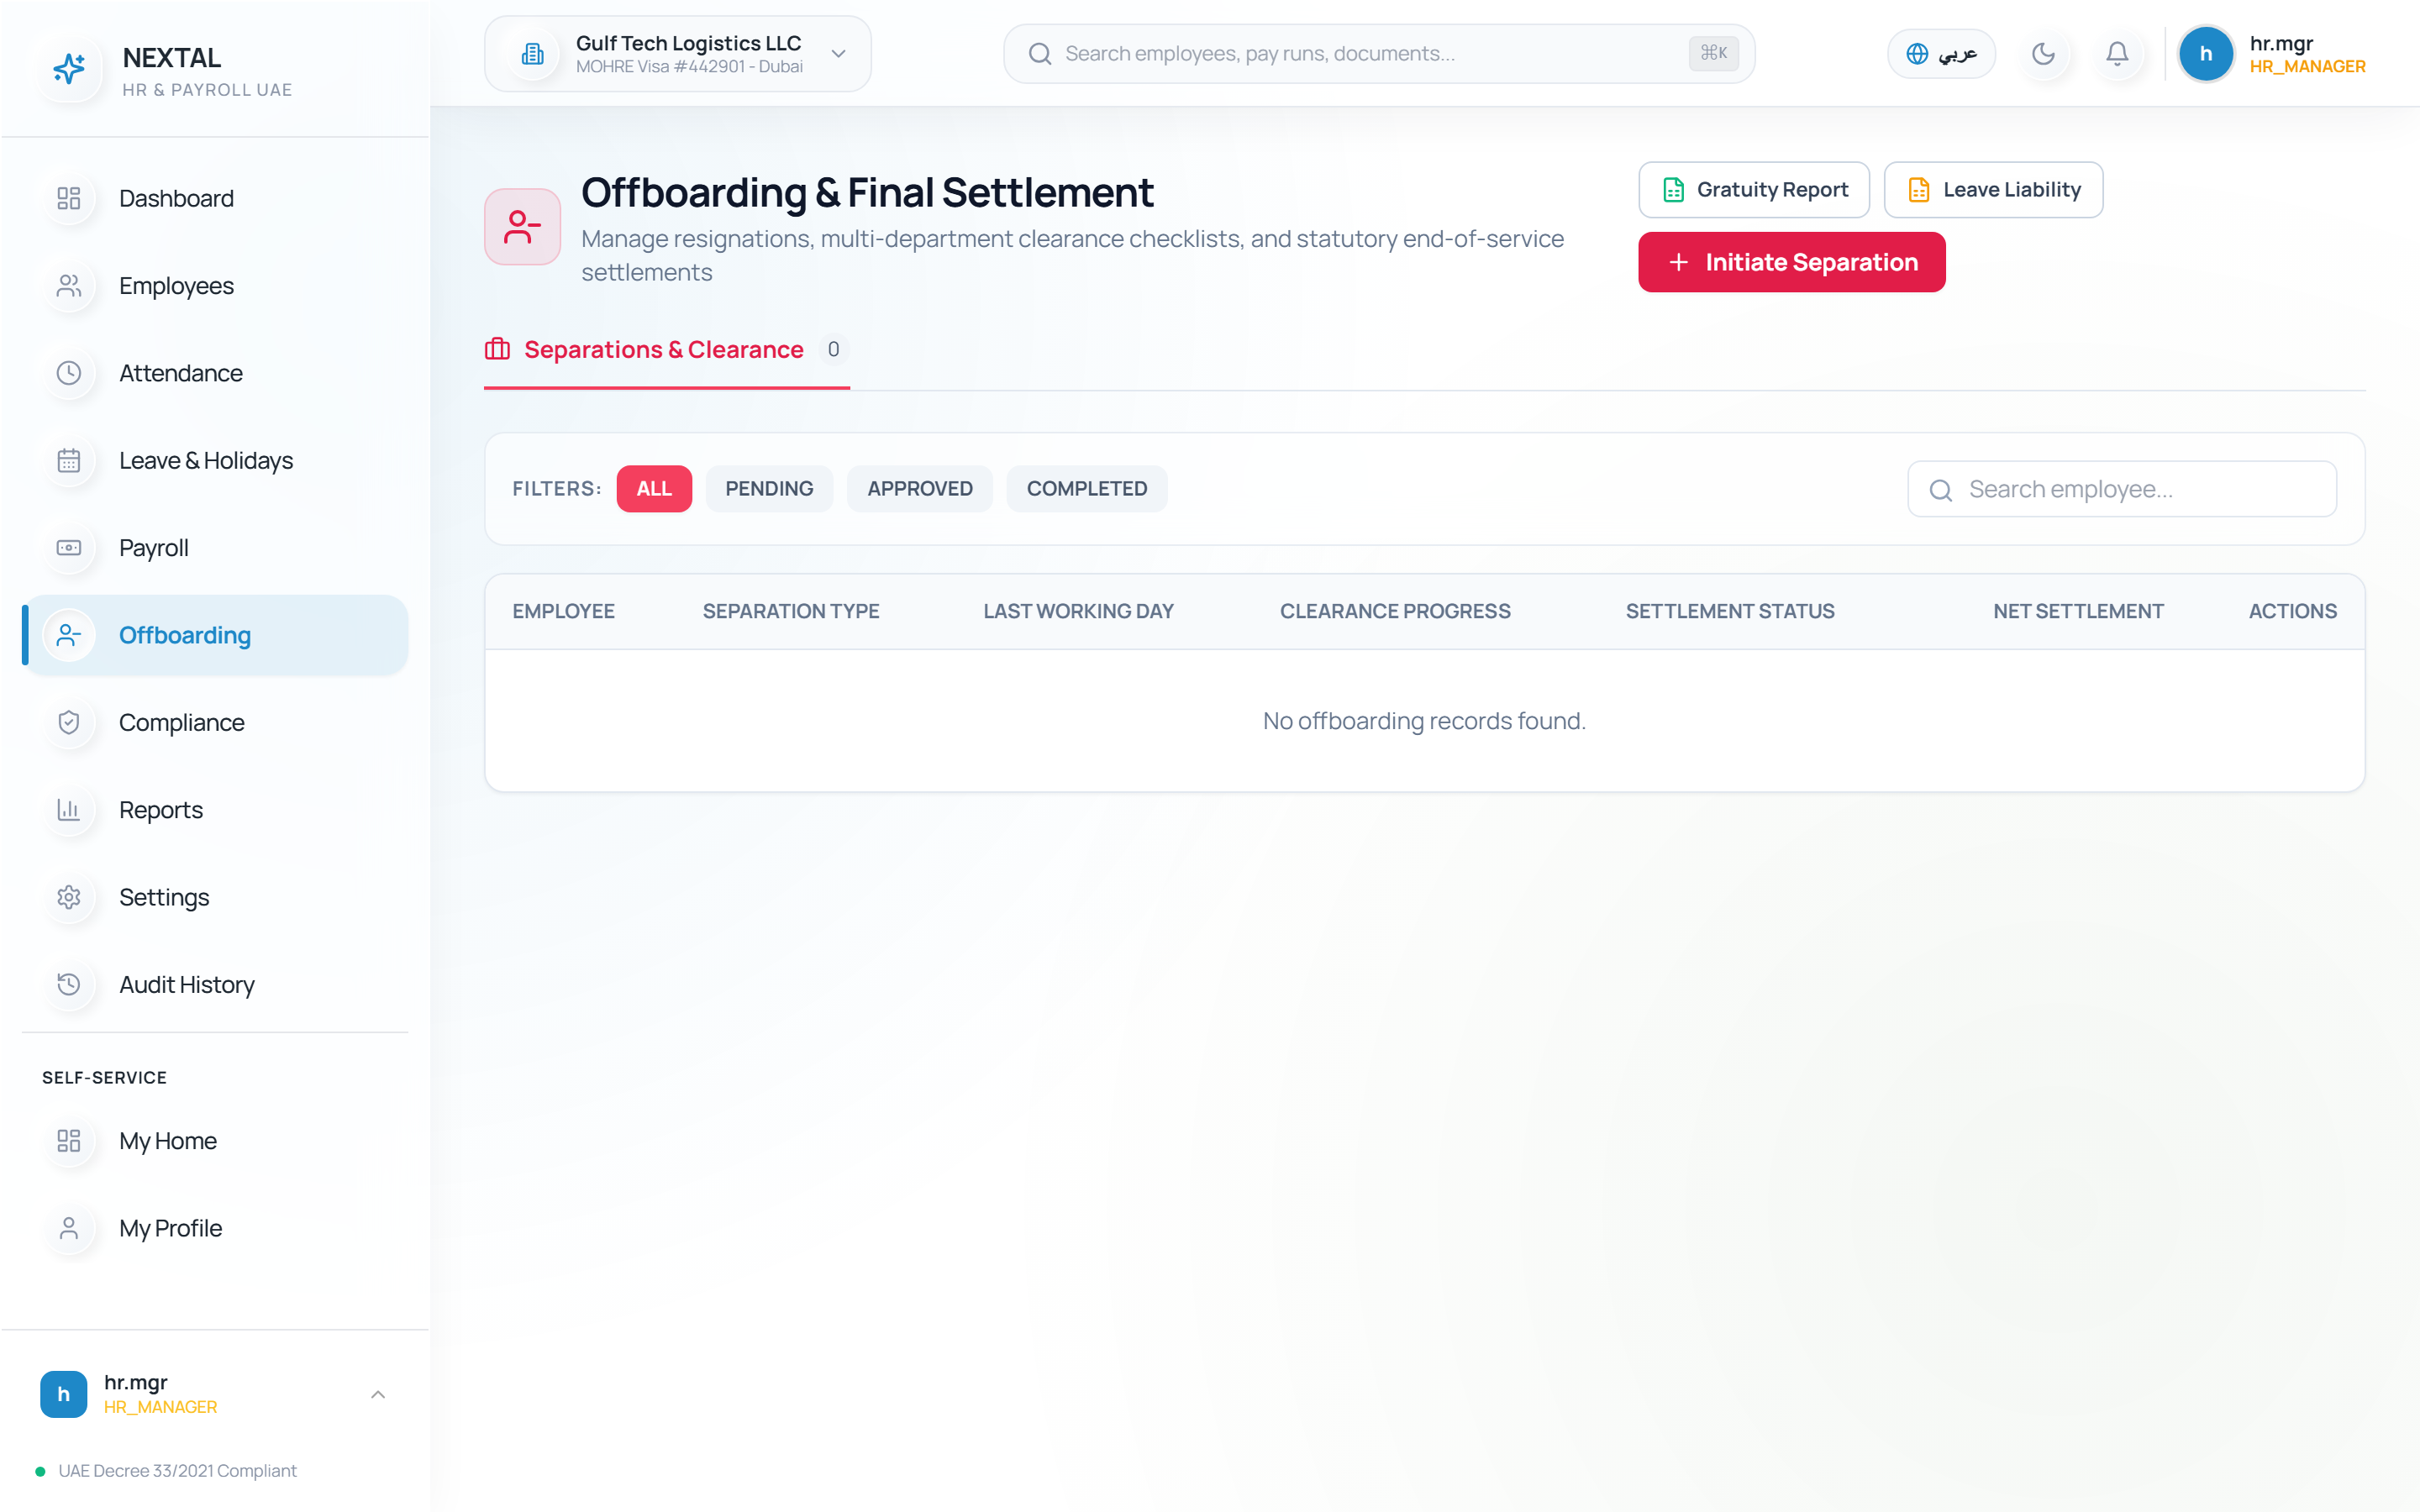 NEXTAL
HR & PAYROLL UAE
Dashboard
Employees
Attendance
Leave & Holidays
Payroll
Offboarding
Compliance
Reports
Settings
Audit History
SELF-SERVICE
My Home
My Profile
h
hr.mgr
HR_MANAGER
UAE Decree 33/2021 Compliant
Gulf Tech Logistics LLC
MOHRE Visa #442901 - Dubai
Search employees, pay runs, documents...
⌘K
عربي
h
hr.mgr
HR_MANAGER
Offboarding & Final Settlement
Manage resignations, multi-department clearance checklists, and statutory end-of-service
settlements
Gratuity Report
Leave Liability
Initiate Separation
Separations & Clearance 0
FILTERS: ALL PENDING APPROVED COMPLETED
Search employee...
EMPLOYEE SEPARATION TYPE LAST WORKING DAY CLEARANCE PROGRESS SETTLEMENT STATUS NET SETTLEMENT ACTIONS
No offboarding records found.